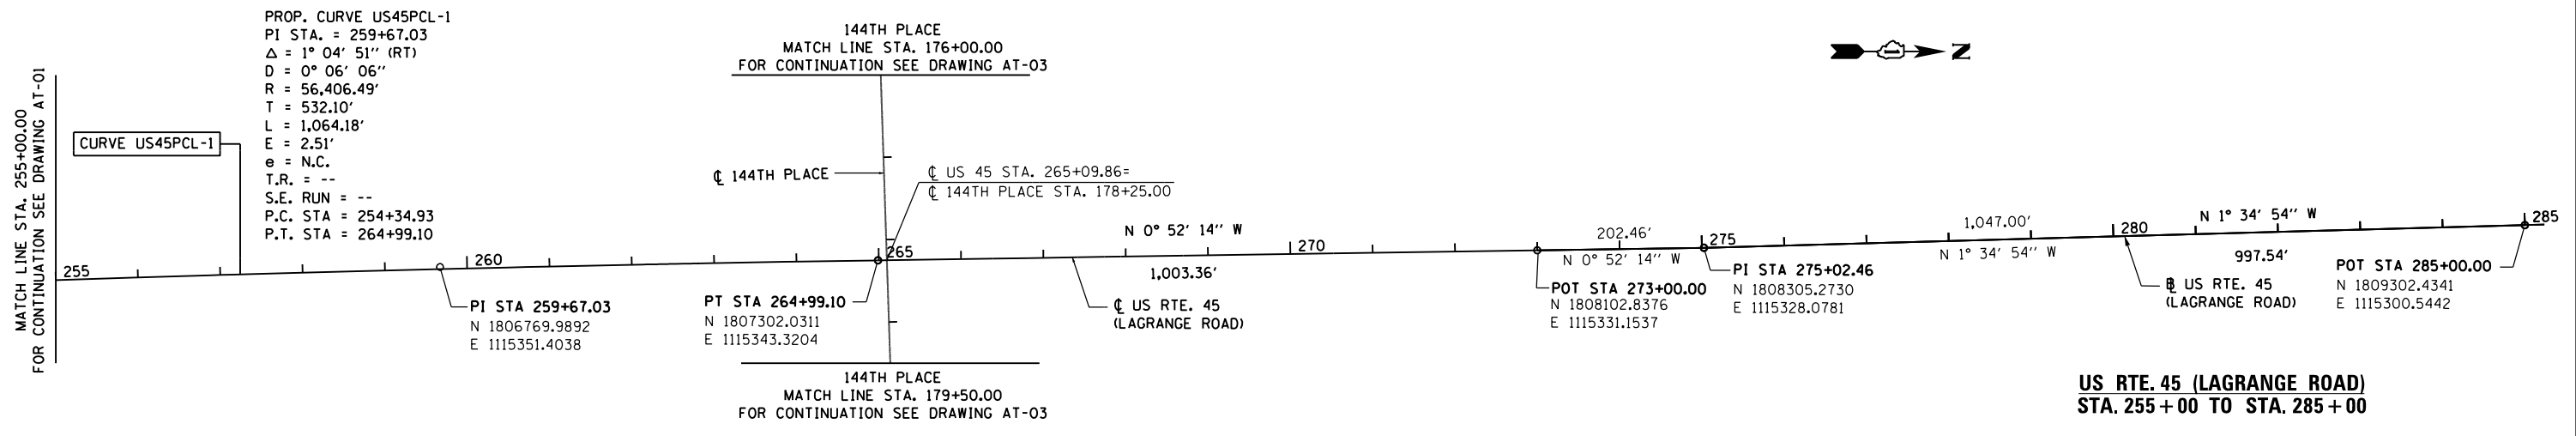 MATCH LINE STA. 255+00.00
FOR CONTINUATION SEE DRAWING AT-01
CURVE US45PCL-1
PROP. CURVE US45PCL-1
PI STA. = 259+67.03
Δ = 1° 04' 51" (RT)
D = 0° 06' 06"
R = 56,406.49'
T = 532.10'
L = 1,064.18'
E = 2.51'
e = N.C.
T.R. = --
S.E. RUN = --
P.C. STA = 254+34.93
P.T. STA = 264+99.10
144TH PLACE
MATCH LINE STA. 176+00.00
FOR CONTINUATION SEE DRAWING AT-03
℄ 144TH PLACE
℄ US 45 STA. 265+09.86=
℄ 144TH PLACE STA. 178+25.00
N
255
260
265
270
275
280
285
N 0° 52' 14" W
1,003.36'
202.46'
N 0° 52' 14" W
1,047.00'
N 1° 34' 54" W
N 1° 34' 54" W
997.54'
PI STA 259+67.03
N 1806769.9892
E 1115351.4038
PT STA 264+99.10
N 1807302.0311
E 1115343.3204
℄ US RTE. 45
(LAGRANGE ROAD)
POT STA 273+00.00
N 1808102.8376
E 1115331.1537
PI STA 275+02.46
N 1808305.2730
E 1115328.0781
US RTE. 45
(LAGRANGE ROAD)
POT STA 285+00.00
N 1809302.4341
E 1115300.5442
144TH PLACE
MATCH LINE STA. 179+50.00
FOR CONTINUATION SEE DRAWING AT-03
US RTE. 45 (LAGRANGE ROAD)
STA. 255+00 TO STA. 285+00